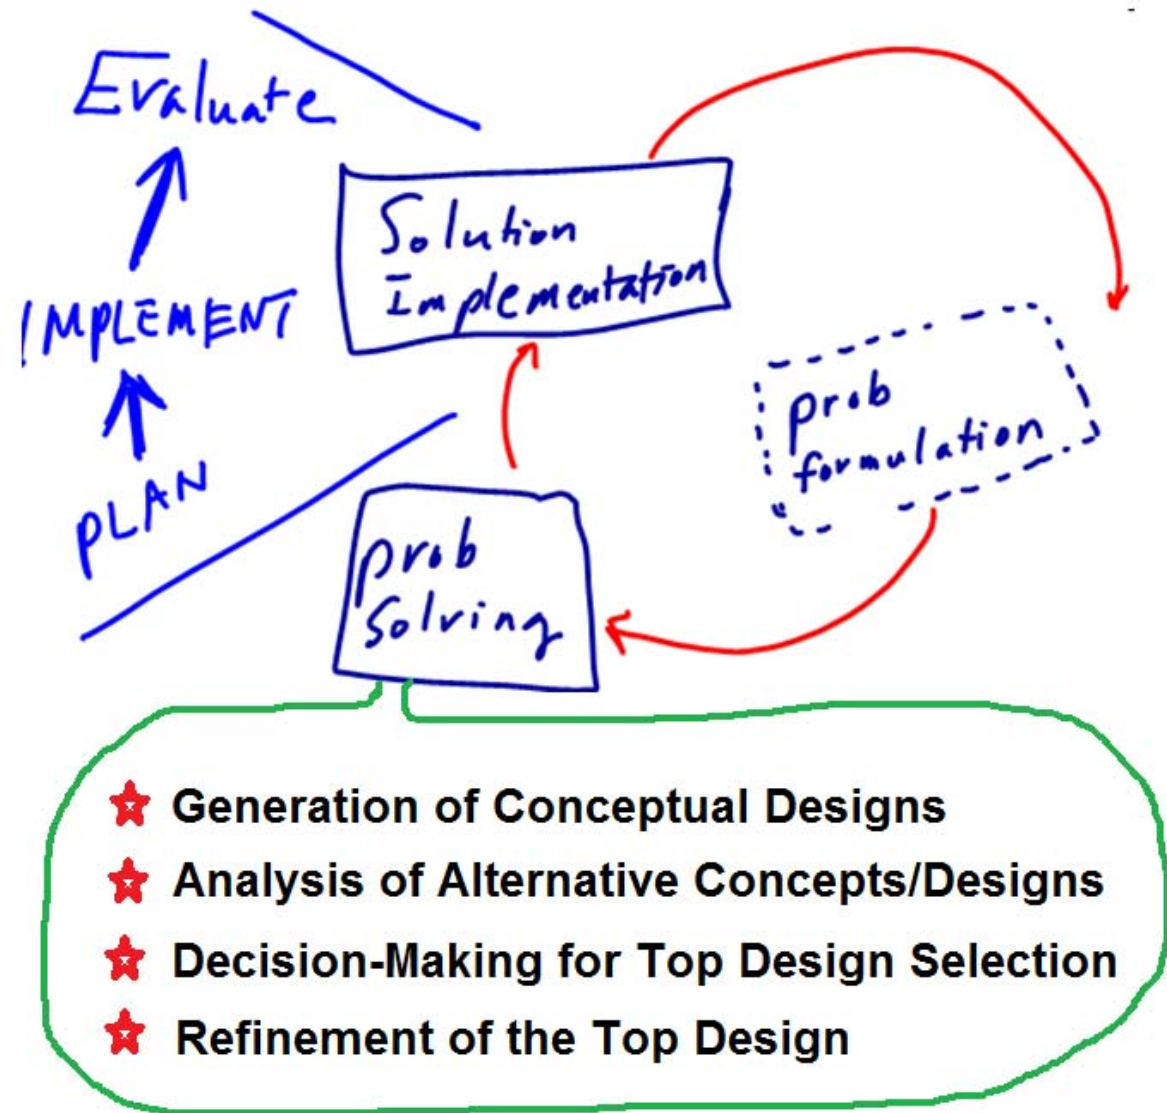 Evaluate
Solution
Implementation
IMPLEMENT
prob
formulation
PLAN
prob
Solving
Generation of Conceptual Designs
Analysis of Alternative Concepts/Designs
Decision-Making for Top Design Selection
Refinement of the Top Design